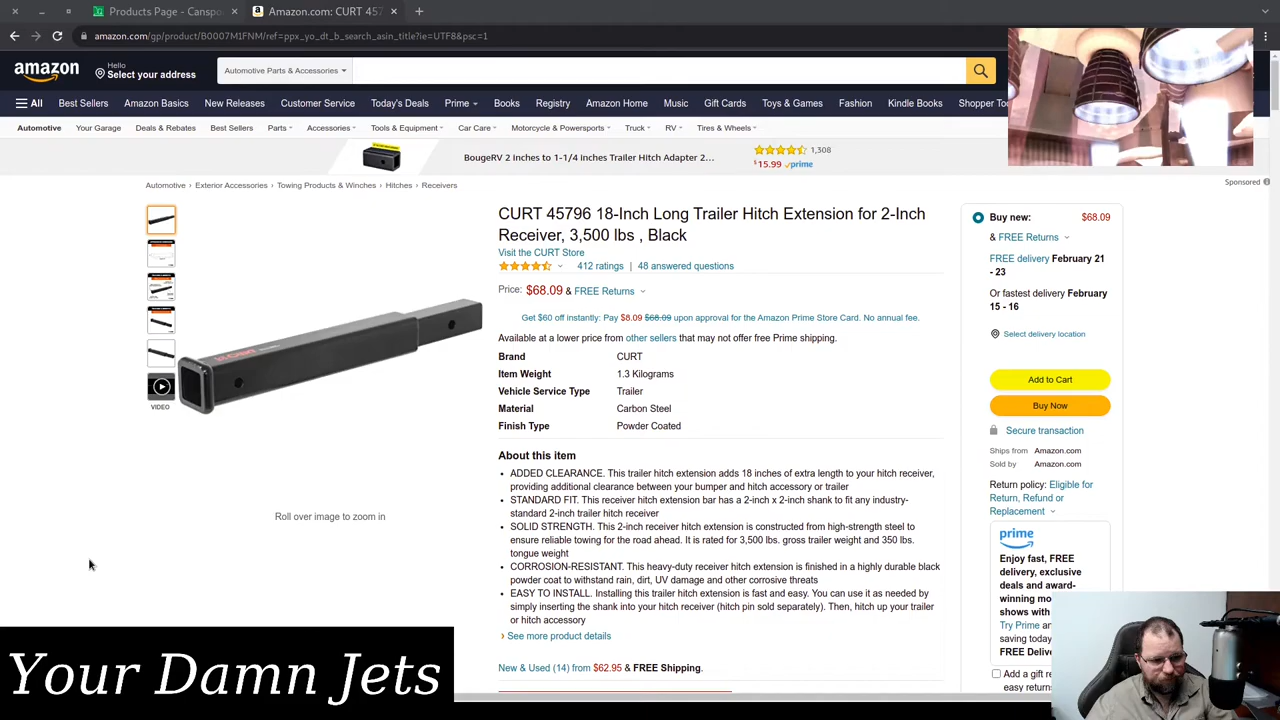 CURT 457
amazon.com/gp/product/B0007M1FNM/ref=ppx_yo_dt_b_search_asin_title?ie=UTF8&psc=1
amazon
Hello
Select your address
Automotive Parts & Accessories
All
Best Sellers
Amazon Basics
New Releases
Customer Service
Today's Deals
Prime
Books
Registry
Amazon Home
Music
Gift Cards
Toys & Games
Fashion
Kindle Books
Shopper To
Automotive
Your Garage
Deals & Rebates
Best Sellers
Parts
Accessories
Tools & Equipment
Car Care
Motorcycle & Powersports
Truck
RV
Tires & Wheels
BougeRV 2 inches to 1-1/4 inches Trailer Hitch Adapter 2...
1,308
$15.99 prime
Sponsored
Automotive › Exterior Accessories › Towing Products & Winches › Hitches › Receivers
VIDEO
CURT
Roll over image to zoom in
CURT 45796 18-Inch Long Trailer Hitch Extension for 2-Inch
Receiver, 3,500 lbs , Black
Visit the CURT Store
412 ratings | 48 answered questions
Price: $68.09 & FREE Returns
Get $60 off instantly: Pay $8.09 $68.09 upon approval for the Amazon Prime Store Card. No annual fee.
Available at a lower price from other sellers that may not offer free Prime shipping.
Brand CURT
Item Weight 1.3 Kilograms
Vehicle Service Type Trailer
Material Carbon Steel
Finish Type Powder Coated
About this item
• ADDED CLEARANCE. This trailer hitch extension adds 18 inches of extra length to your hitch receiver,
providing additional clearance between your bumper and hitch accessory or trailer
• STANDARD FIT. This receiver hitch extension bar has a 2-inch x 2-inch shank to fit any industry-
standard 2-inch trailer hitch receiver
• SOLID STRENGTH. This 2-inch receiver hitch extension is constructed from high-strength steel to
ensure reliable towing for the road ahead. It is rated for 3,500 lbs. gross trailer weight and 350 lbs.
tongue weight
• CORROSION-RESISTANT. This heavy-duty receiver hitch extension is finished in a highly durable black
powder coat to withstand rain, dirt, UV damage and other corrosive threats
• EASY TO INSTALL. Installing this trailer hitch extension is fast and easy. You can use it as needed by
simply inserting the shank into your hitch receiver (hitch pin sold separately). Then, hitch up your trailer
or hitch accessory
› See more product details
New & Used (14) from $62.95 & FREE Shipping.
Buy new: $68.09
& FREE Returns
FREE delivery February 21
- 23
Or fastest delivery February
15 - 16
Select delivery location
Add to Cart
Buy Now
Secure transaction
Ships from Amazon.com
Sold by Amazon.com
Return policy: Eligible for
Return, Refund or
Replacement
prime
Enjoy fast, FREE
delivery, exclusive
deals and award-
winning mo
shows with
Try Prime an
saving today
FREE Delive
Add a gift re
easy return
Your Damn Jets